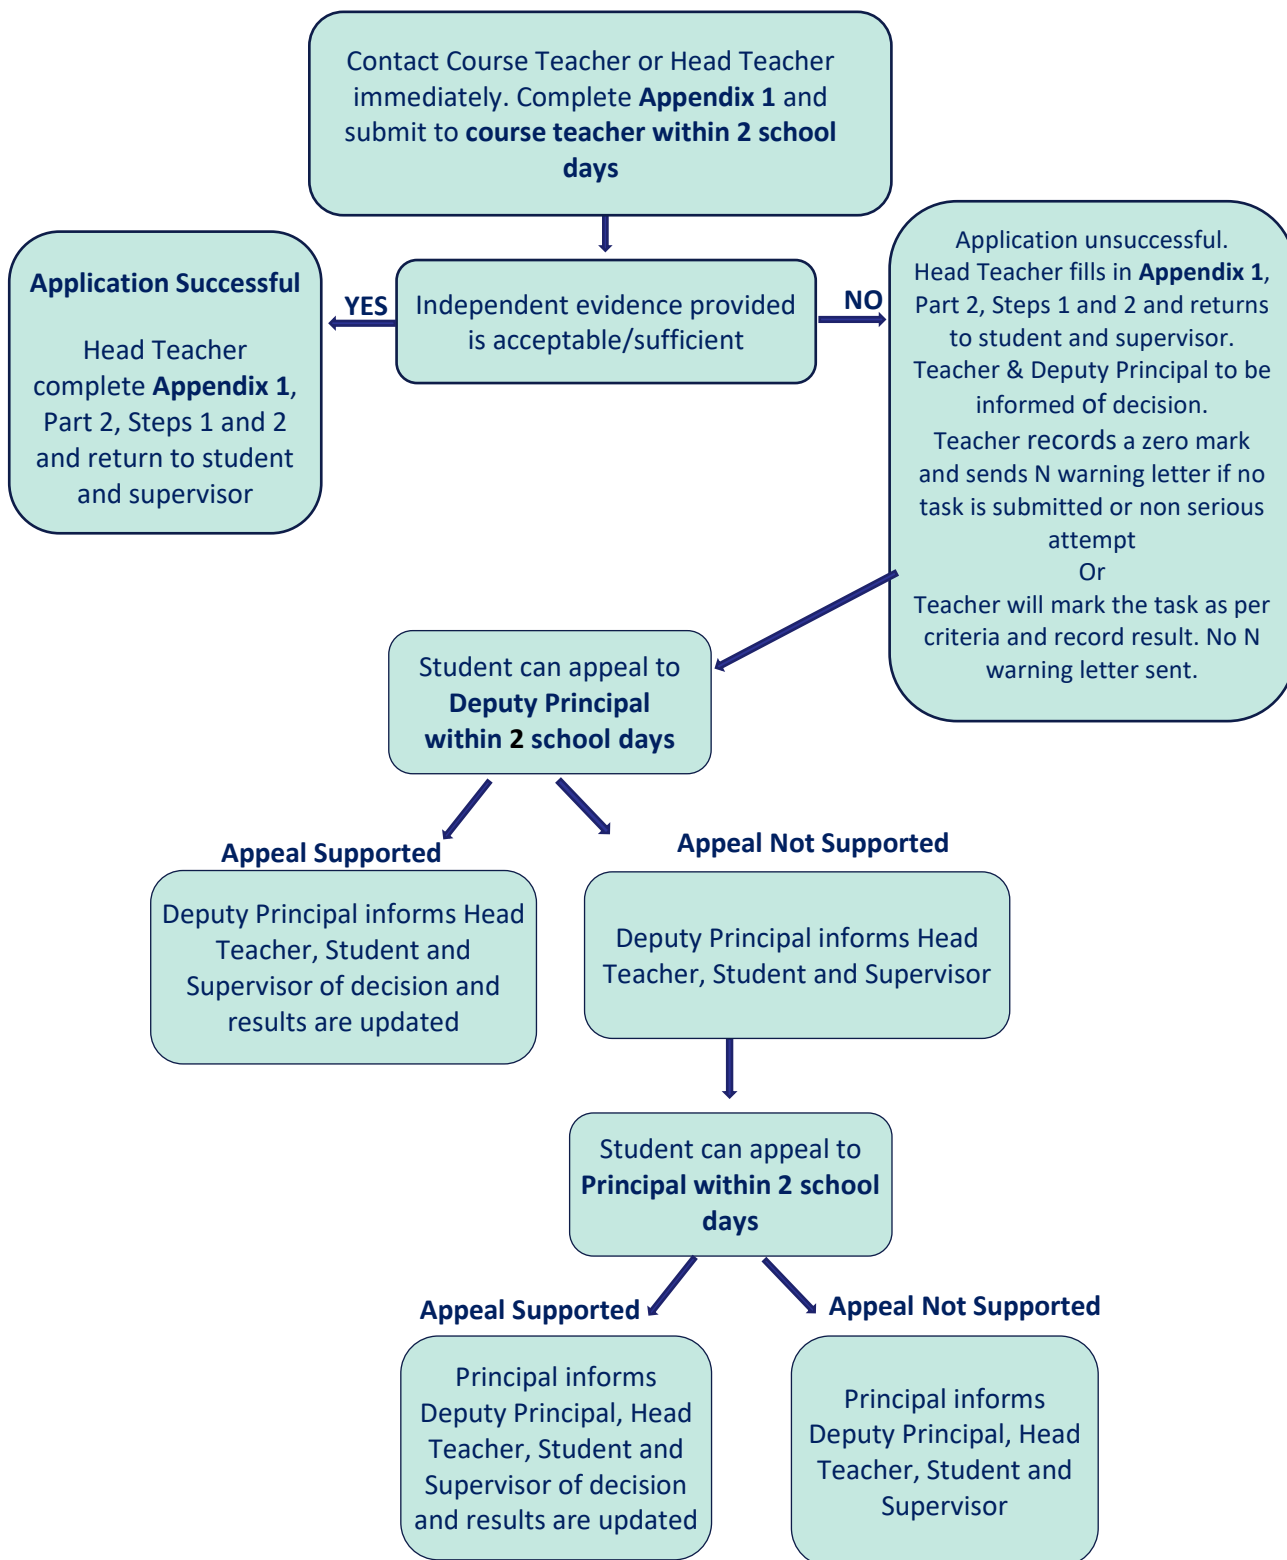 Contact Course Teacher or Head Teacher
immediately. Complete Appendix 1 and
submit to course teacher within 2 school
days
Application Successful
Head Teacher
complete Appendix 1,
Part 2, Steps 1 and 2
and return to student
and supervisor
YES
Independent evidence provided
is acceptable/sufficient
NO
Application unsuccessful.
Head Teacher fills in Appendix 1,
Part 2, Steps 1 and 2 and returns
to student and supervisor.
Teacher & Deputy Principal to be
informed of decision.
Teacher records a zero mark
and sends N warning letter if no
task is submitted or non serious
attempt
Or
Teacher will mark the task as per
criteria and record result. No N
warning letter sent.
Student can appeal to
Deputy Principal
within 2 school days
Appeal Supported
Deputy Principal informs Head
Teacher, Student and
Supervisor of decision and
results are updated
Appeal Not Supported
Deputy Principal informs Head
Teacher, Student and Supervisor
Student can appeal to
Principal within 2 school
days
Appeal Supported
Principal informs
Deputy Principal, Head
Teacher, Student and
Supervisor of decision
and results are updated
Appeal Not Supported
Principal informs
Deputy Principal, Head
Teacher, Student and
Supervisor